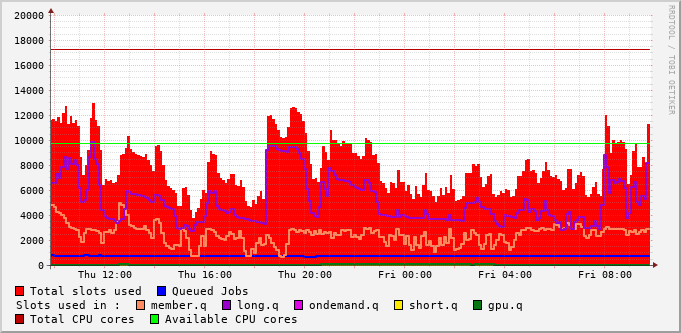 20000
18000
16000
14000
12000
10000
8000
6000
4000
2000
0
Thu 12:00 Thu 16:00 Thu 20:00 Fri 00:00 Fri 04:00 Fri 08:00
RRDTOOL / TOBI OETIKER
Total slots used Queued Jobs
Slots used in : member.q long.q ondemand.q short.q gpu.q
Total CPU cores Available CPU cores